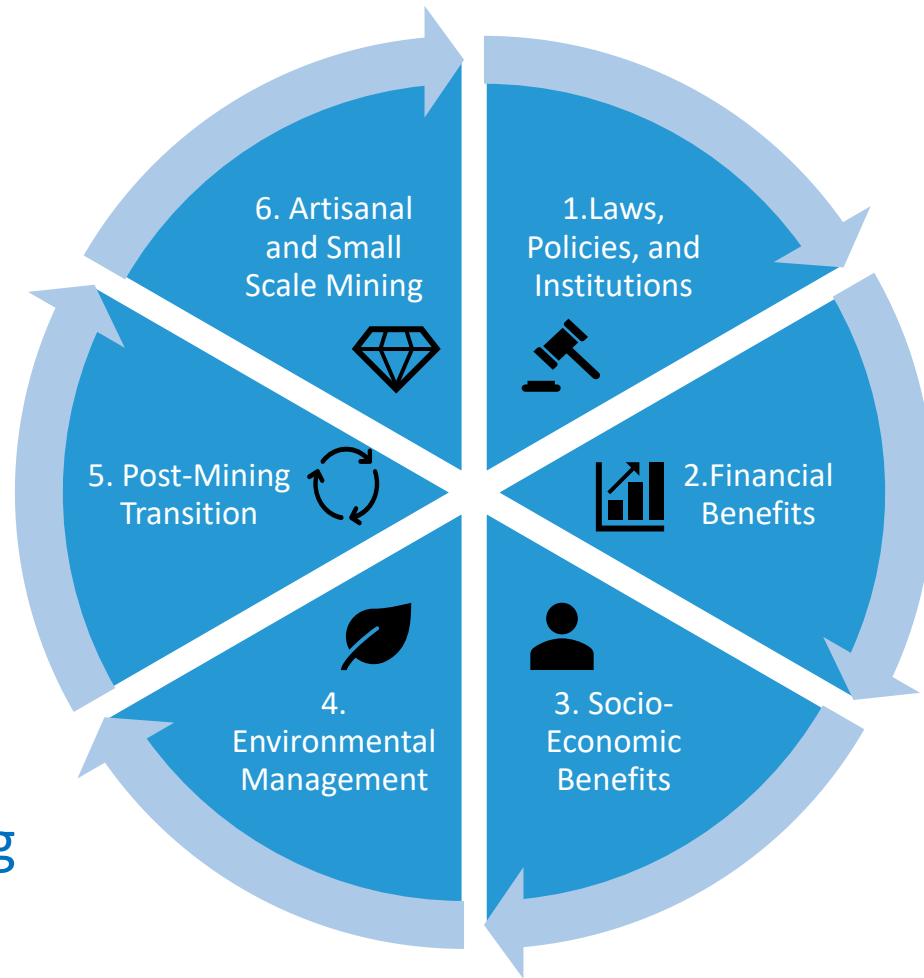 1.Laws,
Policies, and
Institutions
2.Financial
Benefits
3. Socio-
Economic
Benefits
4.
Environmental
Management
5. Post-Mining
Transition
6. Artisanal
and Small
Scale Mining
g